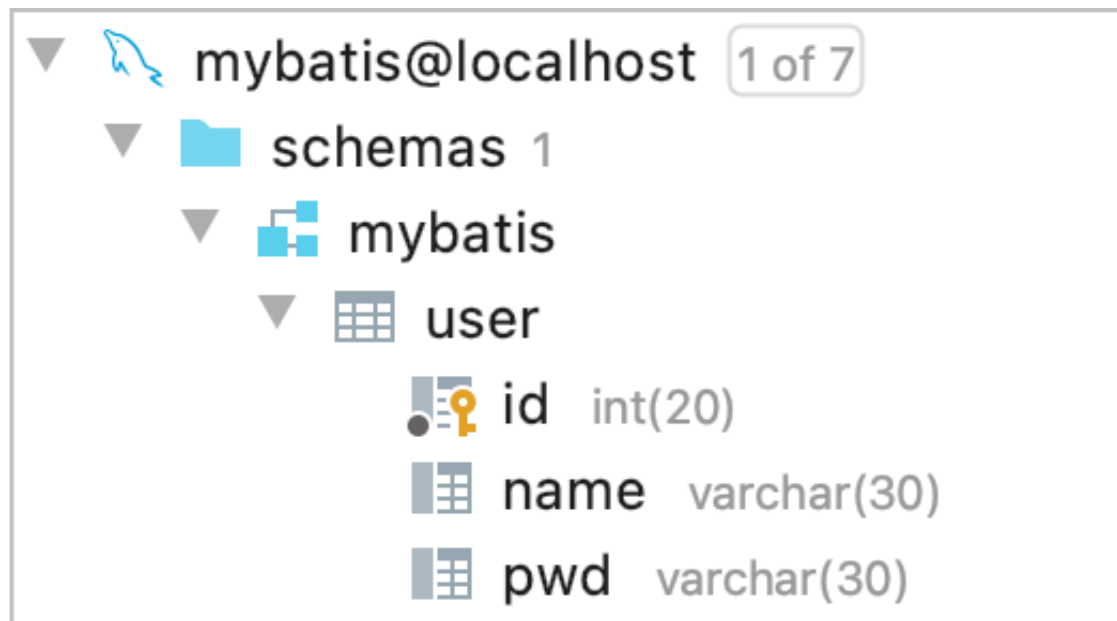 mybatis@localhost 1 of 7
schemas 1
mybatis
user
id int(20)
name varchar(30)
pwd varchar(30)